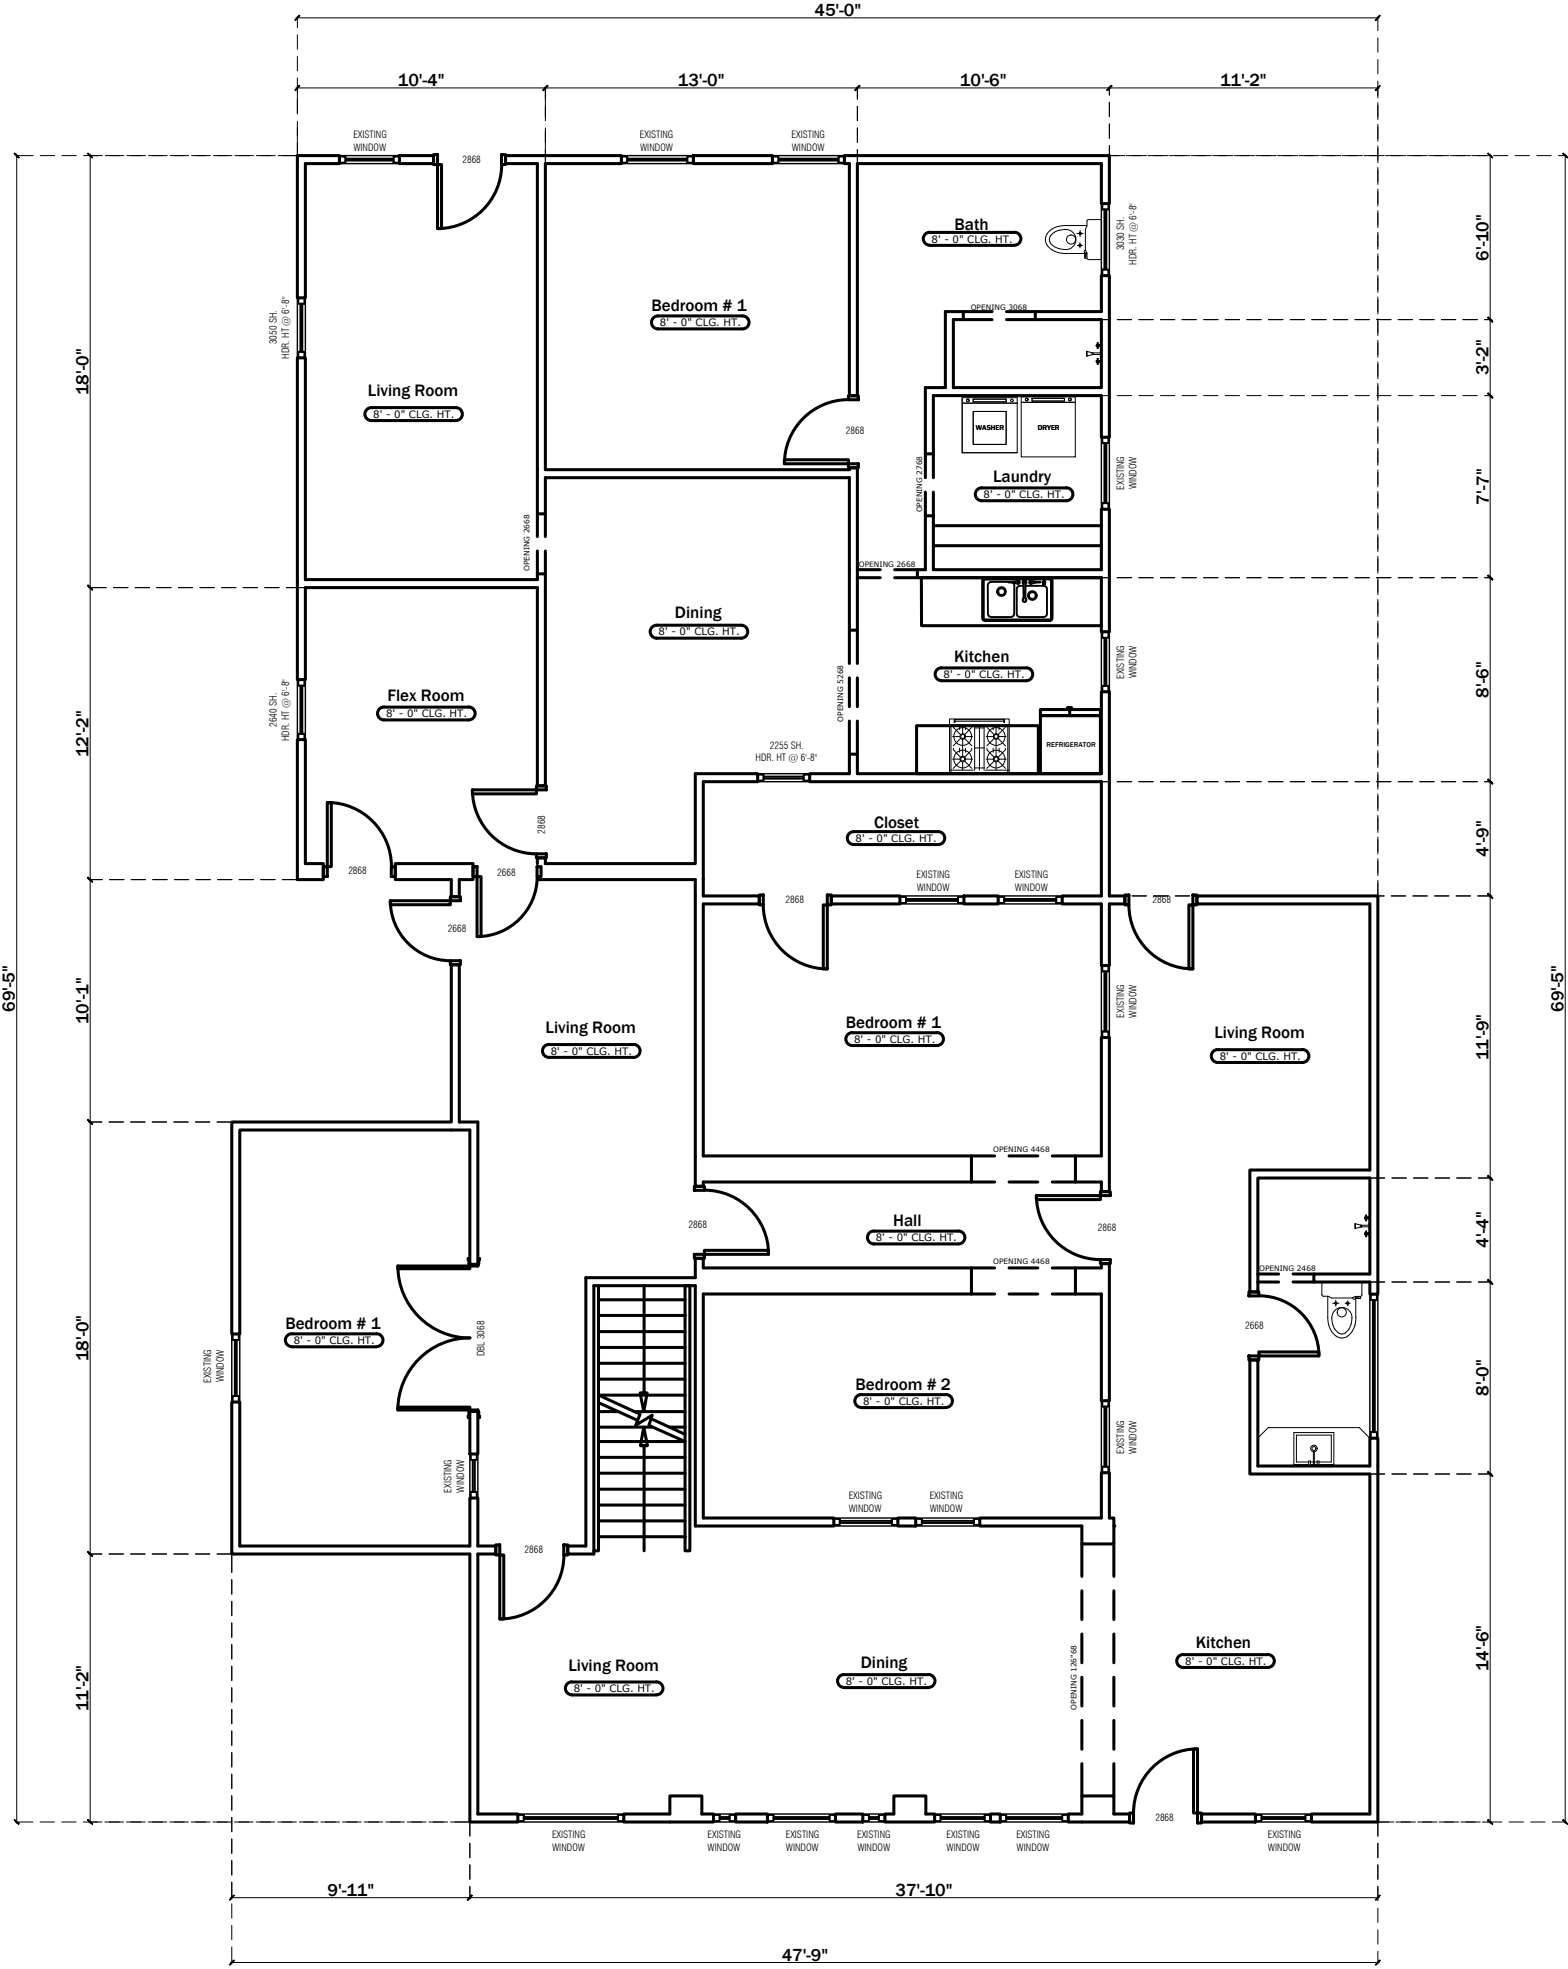 45'-0"
10'-4"
13'-0"
10'-6"
11'-2"
EXISTING
WINDOW
2868
EXISTING
WINDOW
EXISTING
WINDOW
Bath
8' - 0" CLG. HT.
3030 SH.
HDR. HT @ 6'-8"
6'-10"
Bedroom # 1
8' - 0" CLG. HT.
OPENING 3068
3050 SH.
HDR. HT @ 6'-8"
18'-0"
3'-2"
Living Room
8' - 0" CLG. HT.
2868
WASHER
DRYER
OPENING 2768
Laundry
8' - 0" CLG. HT.
EXISTING
WINDOW
7'-7"
OPENING 2668
OPENING 2668
Dining
8' - 0" CLG. HT.
Kitchen
8' - 0" CLG. HT.
EXISTING
WINDOW
8'-6"
Flex Room
8' - 0" CLG. HT.
2640 SH.
HDR. HT @ 6'-8"
12'-2"
OPENING 5268
2255 SH.
HDR. HT @ 6'-8"
REFRIGERATOR
2868
Closet
8' - 0" CLG. HT.
4'-9"
2868
2668
EXISTING
WINDOW
EXISTING
WINDOW
2868
2868
2668
69'-5"
10'-1"
Living Room
8' - 0" CLG. HT.
Bedroom # 1
8' - 0" CLG. HT.
EXISTING
WINDOW
Living Room
8' - 0" CLG. HT.
11'-9"
69'-5"
OPENING 4468
2868
Hall
8' - 0" CLG. HT.
2868
4'-4"
OPENING 4468
OPENING 2468
Bedroom # 1
8' - 0" CLG. HT.
DBL 3068
18'-0"
EXISTING
WINDOW
2668
Bedroom # 2
8' - 0" CLG. HT.
EXISTING
WINDOW
8'-0"
EXISTING
WINDOW
EXISTING
WINDOW
EXISTING
WINDOW
2868
11'-2"
Living Room
8' - 0" CLG. HT.
Dining
8' - 0" CLG. HT.
OPENING 126"68
Kitchen
8' - 0" CLG. HT.
14'-6"
2868
EXISTING
WINDOW
EXISTING
WINDOW
EXISTING
WINDOW
EXISTING
WINDOW
EXISTING
WINDOW
EXISTING
WINDOW
EXISTING
WINDOW
9'-11"
37'-10"
47'-9"